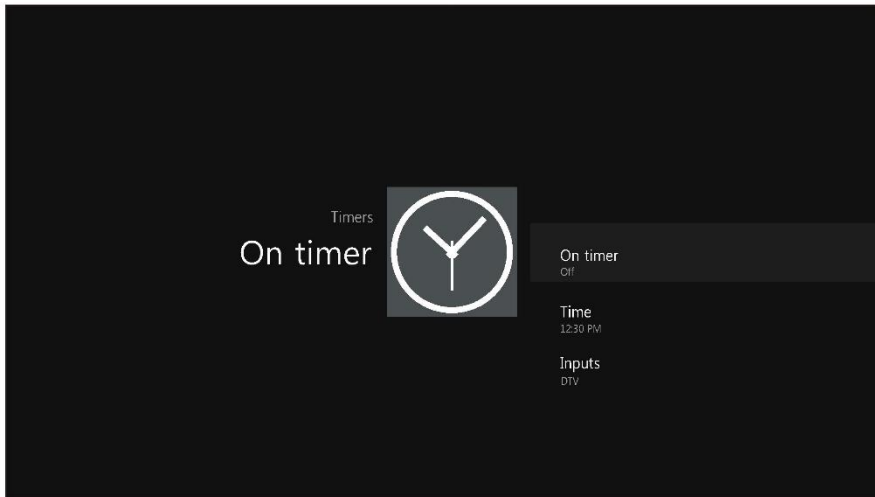 Timers
On timer
On timer
Off
Time
12:30 PM
Inputs
DTV